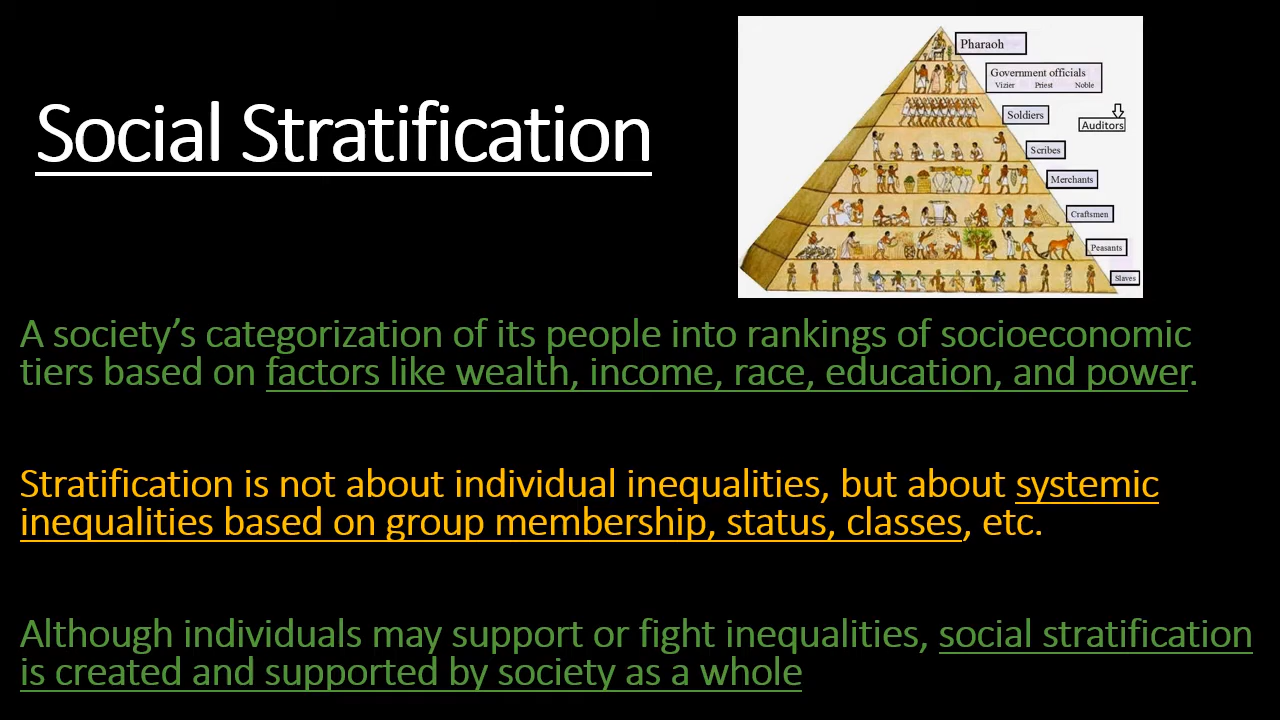 Social Stratification
Pharaoh
Government officials
Vizier Priest Noble
Soldiers
Auditors
Scribes
Merchants
Craftsmen
Peasants
Slaves
A society’s categorization of its people into rankings of socioeconomic
tiers based on factors like wealth, income, race, education, and power.
Stratification is not about individual inequalities, but about systemic
inequalities based on group membership, status, classes, etc.
Although individuals may support or fight inequalities, social stratification
is created and supported by society as a whole